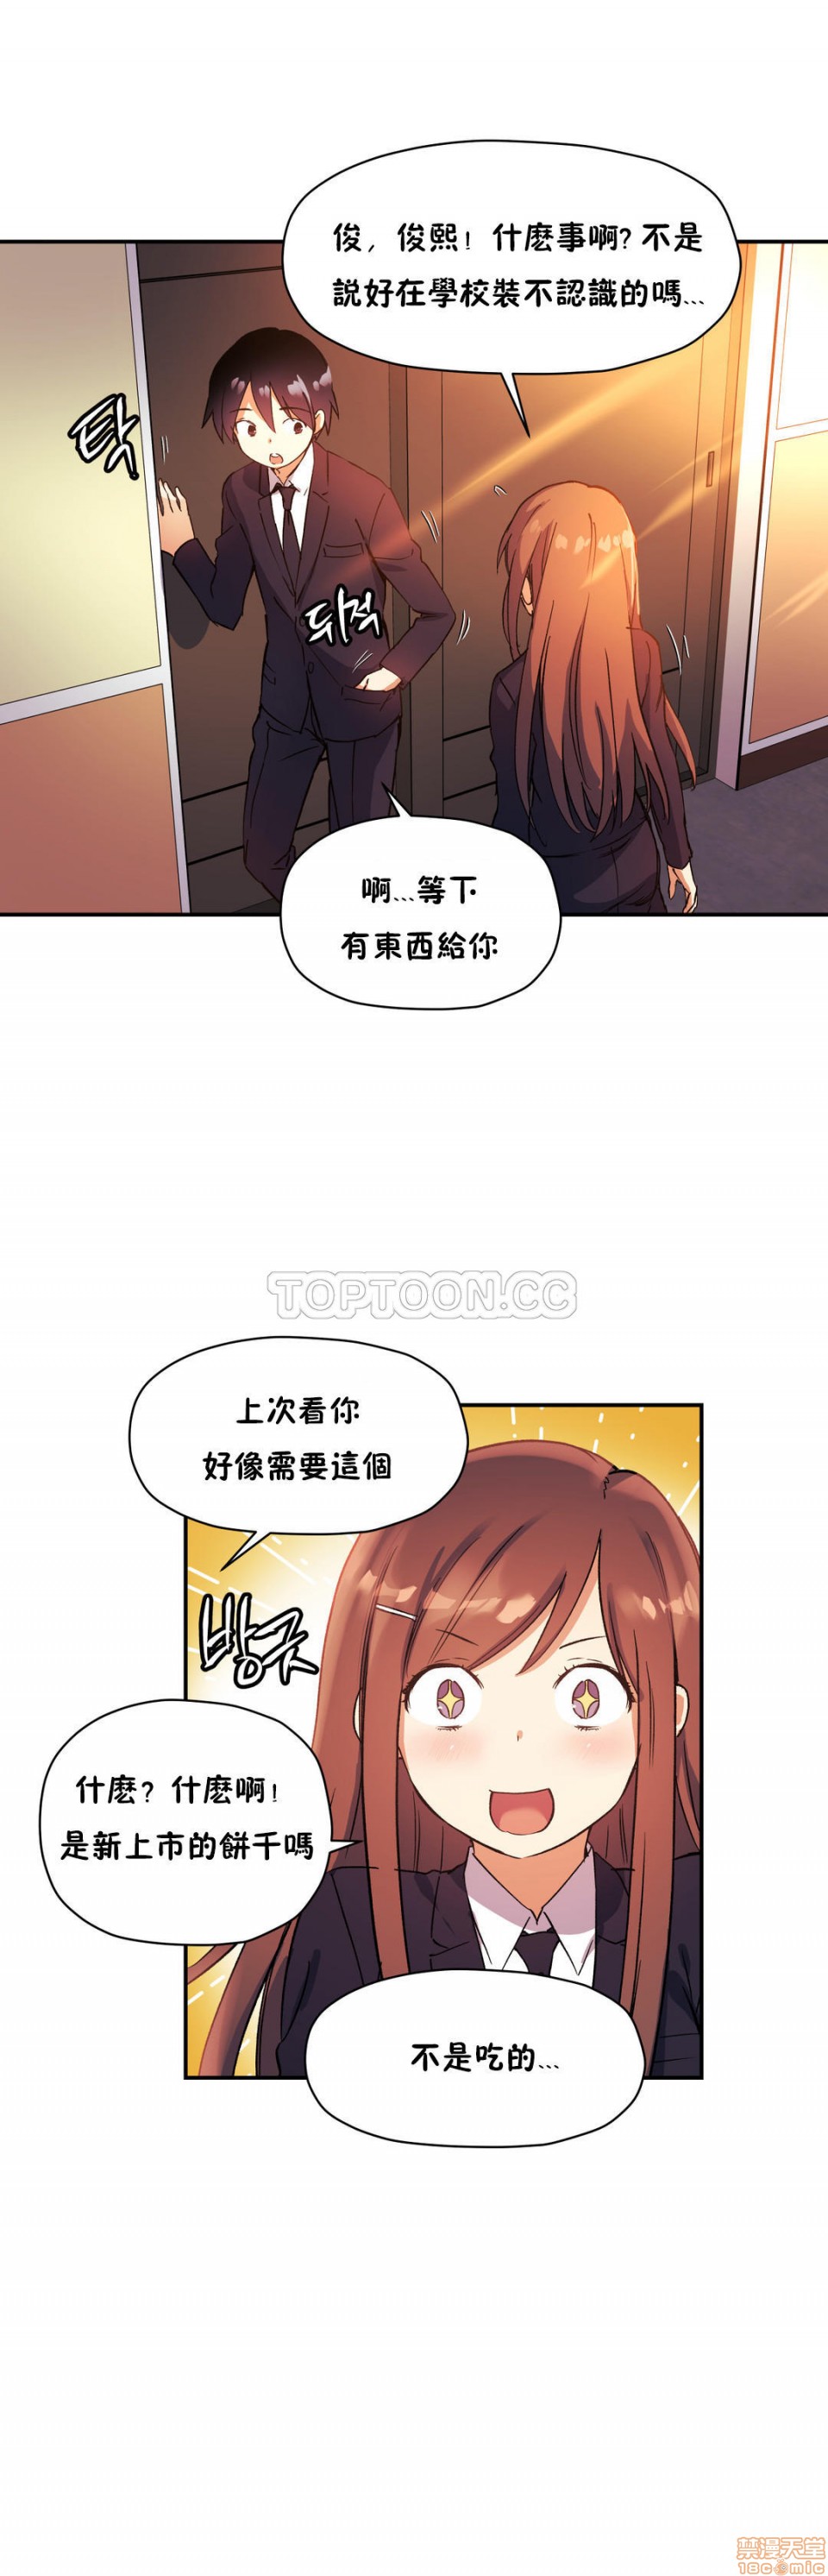 俊，俊熙！什麽事啊？不是
說好在學校裝不認識的嗎…
탁
뒤적
啊…等下
有東西給你
TOPTOON.CC
上次看你
好像需要這個
방긋
什麽？什麽啊！
是新上市的餅干嗎
不是吃的…
禁漫天堂
18comic